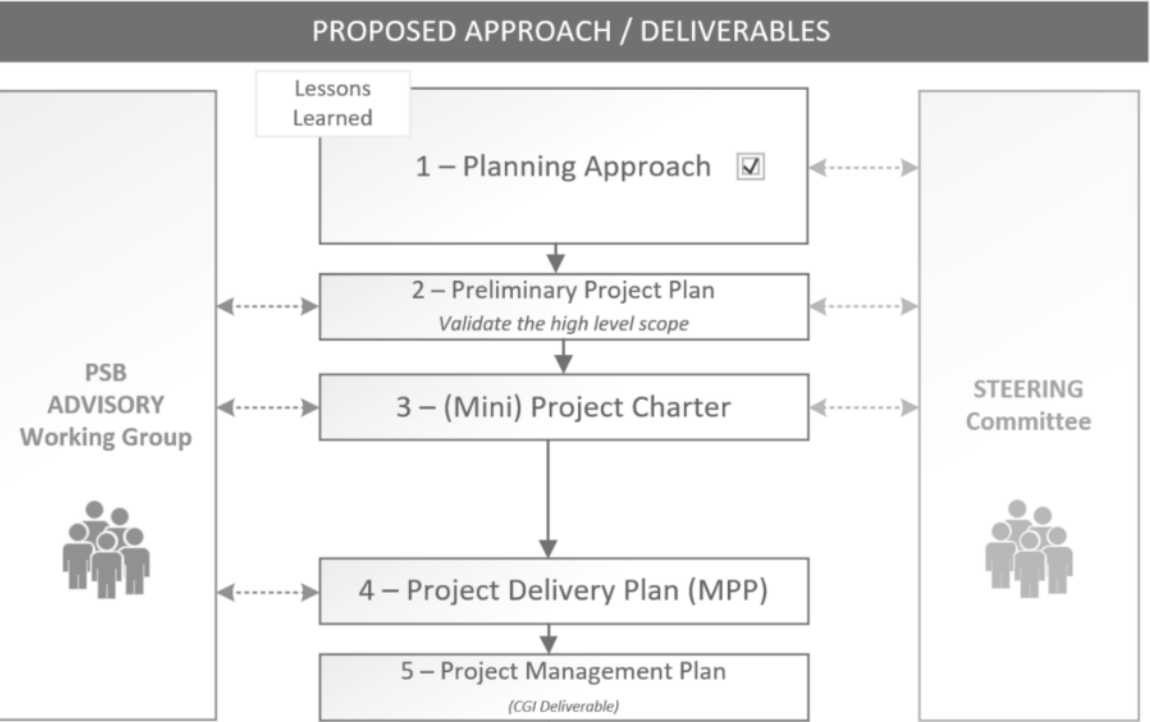 PROPOSED APPROACH / DELIVERABLES
Lessons
Learned
1 – Planning Approach
2 – Preliminary Project Plan
Validate the high level scope
3 – (Mini) Project Charter
PSB
ADVISORY
Working Group
STEERING
Committee
4 – Project Delivery Plan (MPP)
5 – Project Management Plan
(CGI Deliverable)